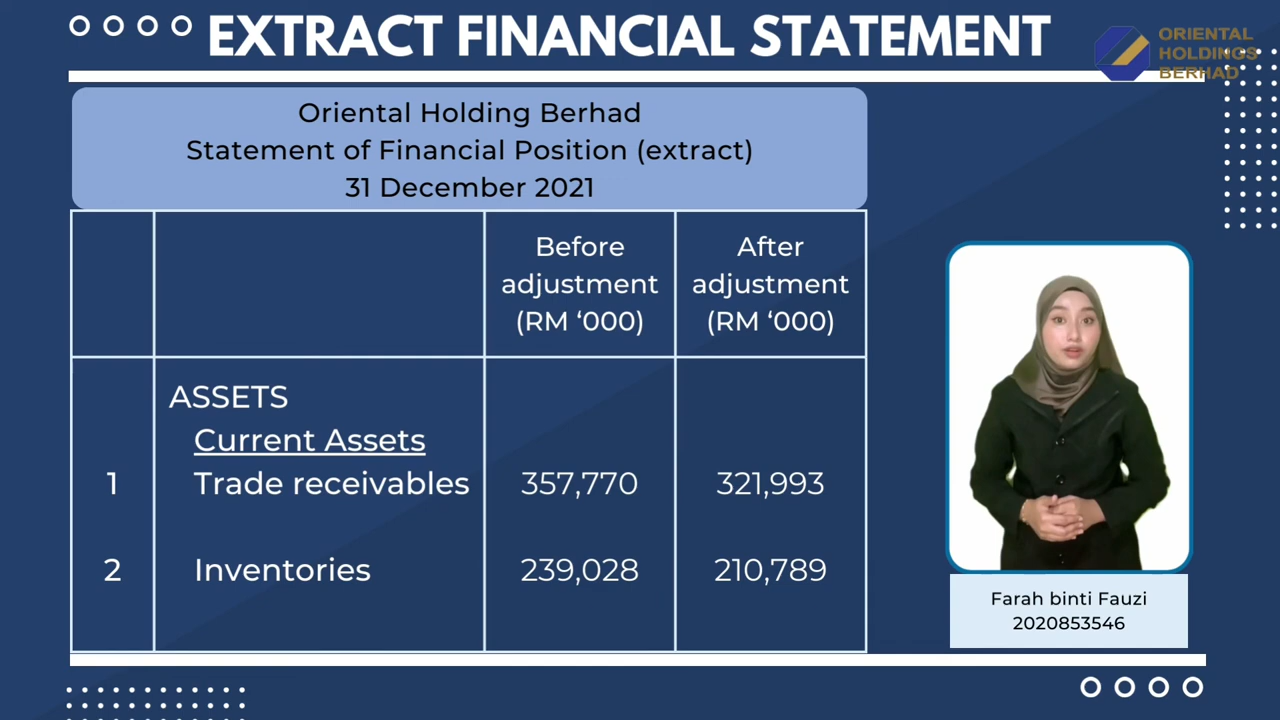 EXTRACT FINANCIAL STATEMENT
ORIENTAL
HOLDINGS
BERHAD
Oriental Holding Berhad
Statement of Financial Position (extract)
31 December 2021
Before adjustment (RM ‘000)
After adjustment (RM ‘000)
ASSETS
Current Assets
1 Trade receivables 357,770 321,993
2 Inventories 239,028 210,789
Farah binti Fauzi
2020853546